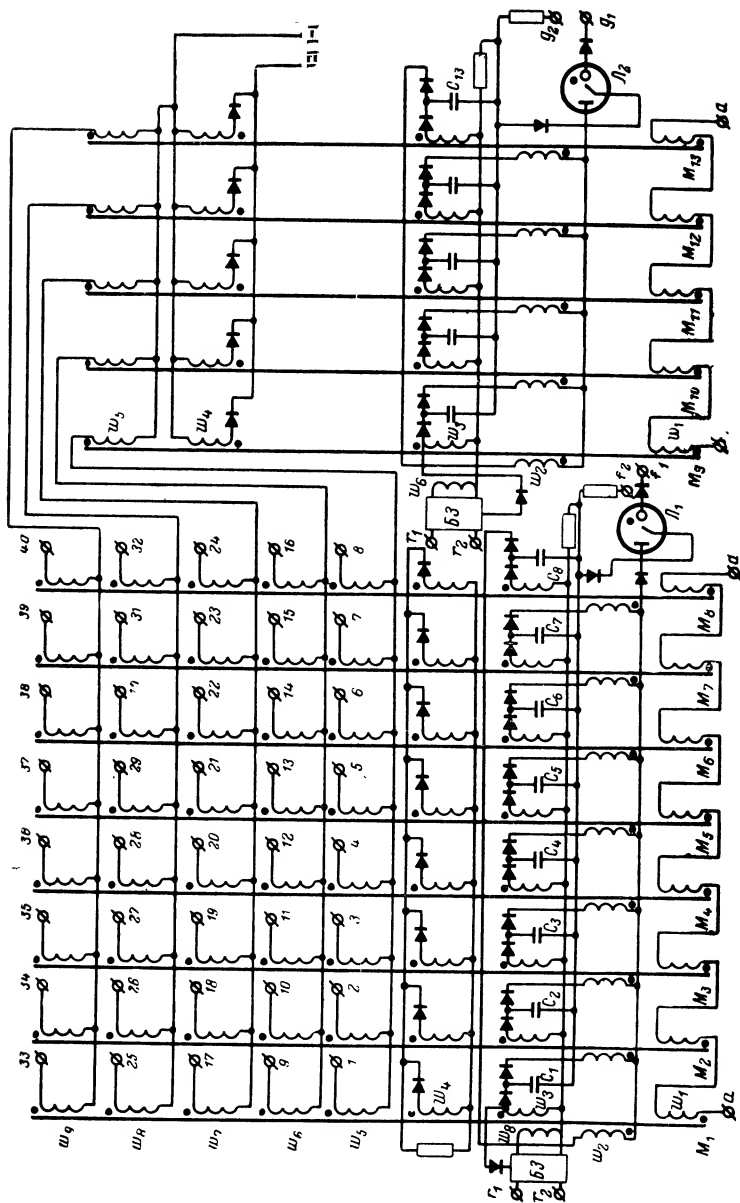 g₂ g₁
C₁₃
Л₂
w₅
w₄
w₃
w₂
w₁
a
M₉ M₁₀ M₁₁ M₁₂ M₁₃
w₆
r₁
БЗ
r₂
33 34 35 36 37 38 39 40
w₉
25 26 27 28 29 31 32
w₈
17 18 19 20 21 22 23 24
w₇
9 10 11 12 13 14 15 16
w₆
1 2 3 4 5 6 7 8
w₅
w₄
C₁ C₂ C₃ C₄ C₅ C₆ C₇ C₈
w₃
w₈
r₁
БЗ
r₂
w₂
f₂ f₁
Л₁
w₁
a
a
M₁ M₂ M₃ M₄ M₅ M₆ M₇ M₈